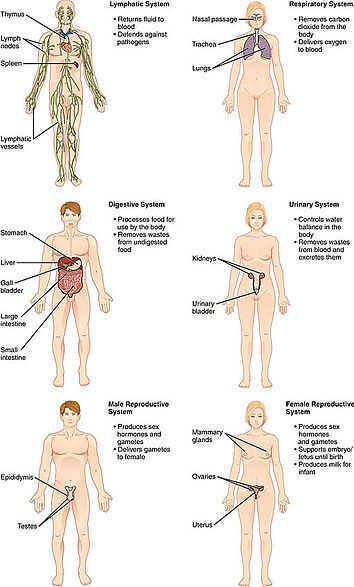 Lymphatic System
• Returns fluid to
blood
• Defends against
pathogens
Thymus
Lymph
nodes
Spleen
Lymphatic
vessels
Respiratory System
• Removes carbon
dioxide from the
body
• Delivers oxygen
to blood
Nasal passage
Trachea
Lungs
Digestive System
• Processes food for
use by the body
• Removes wastes
from undigested
food
Stomach
Liver
Gall
bladder
Large
intestine
Small
intestine
Urinary System
• Controls water
balance in the
body
• Removes wastes
from blood and
excretes them
Kidneys
Urinary
bladder
Male Reproductive
System
• Produces sex
hormones and
gametes
• Delivers gametes
to female
Epididymis
Testes
Female Reproductive
System
• Produces sex
hormones
and gametes
• Supports embryo/
fetus until birth
• Produces milk for
infant
Mammary
glands
Ovaries
Uterus